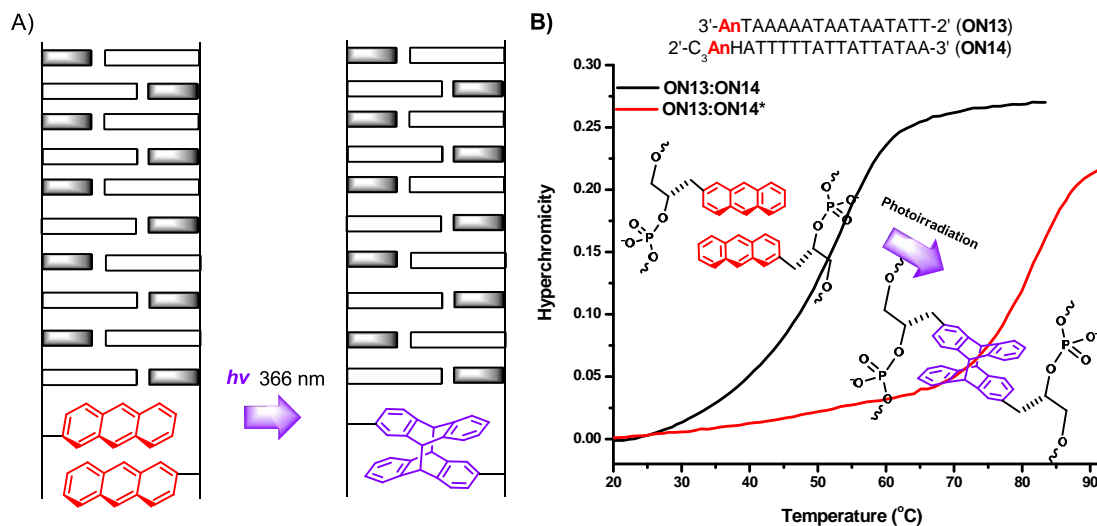 A)
hv 366 nm
B)
3'-AnTAAAAATAATAATATT-2' (ON13)
2'-C3AnHATTTTTATTATTATAA-3' (ON14)
0.30
0.25
0.20
0.15
0.10
0.05
0.00
Hyperchromicity
ON13:ON14
ON13:ON14*
O
O
P
-O
O
O
O-
O
P
O
O
Photoirradiation
O
O
O
P
-O
O
O
O
P
O-
O
O
20 30 40 50 60 70 80 90
Temperature (°C)